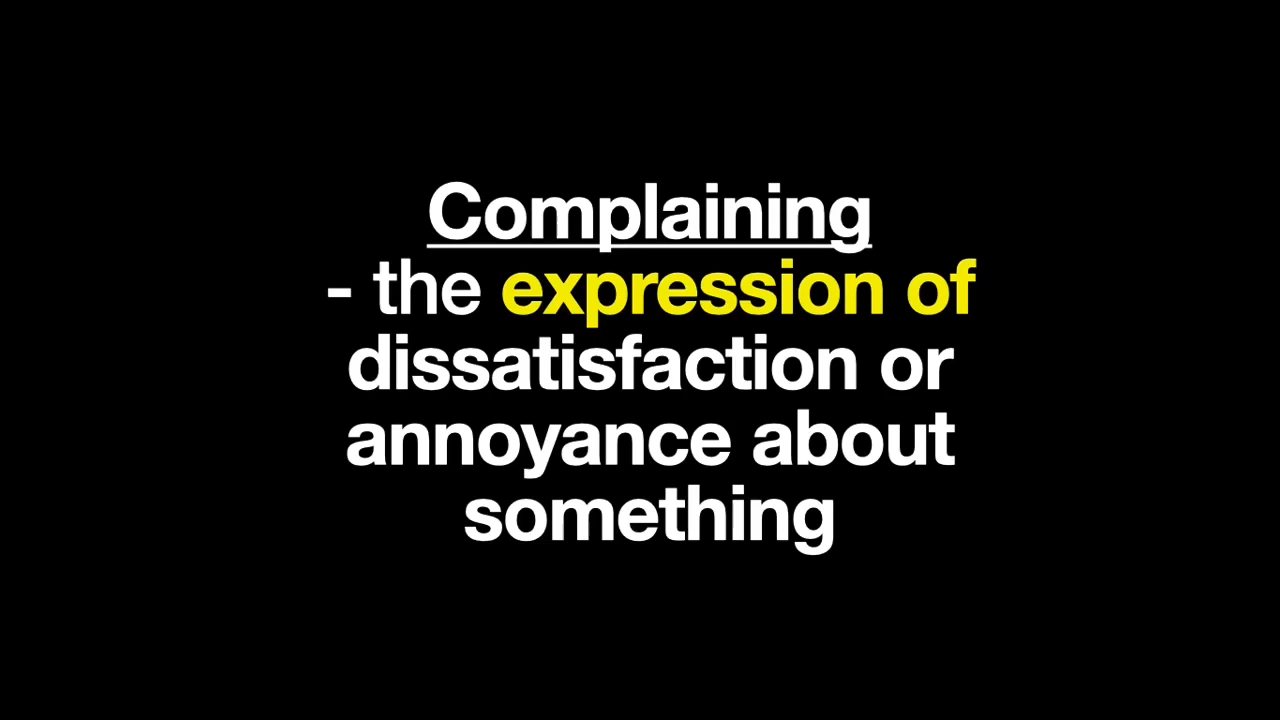 Complaining
- the expression of
dissatisfaction or
annoyance about
something